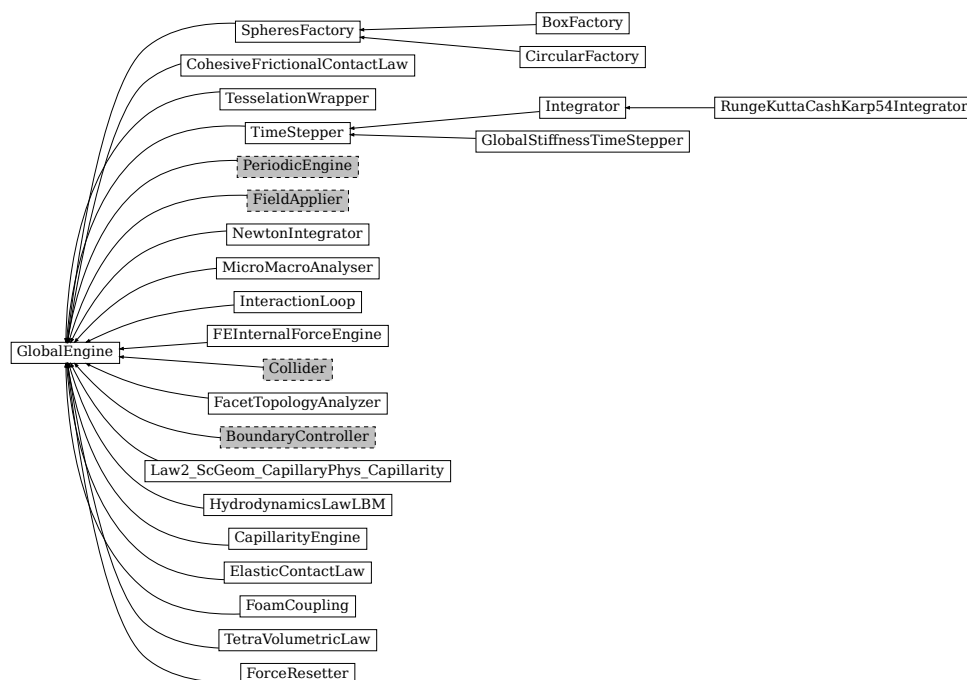 SpheresFactory
BoxFactory
CircularFactory
CohesiveFrictionalContactLaw
TesselationWrapper
TimeStepper
Integrator
RungeKuttaCashKarp54Integrator
GlobalStiffnessTimeStepper
PeriodicEngine
FieldApplier
NewtonIntegrator
MicroMacroAnalyser
InteractionLoop
FEInternalForceEngine
GlobalEngine
Collider
FacetTopologyAnalyzer
BoundaryController
Law2_ScGeom_CapillaryPhys_Capillarity
HydrodynamicsLawLBM
CapillarityEngine
ElasticContactLaw
FoamCoupling
TetraVolumetricLaw
ForceResetter